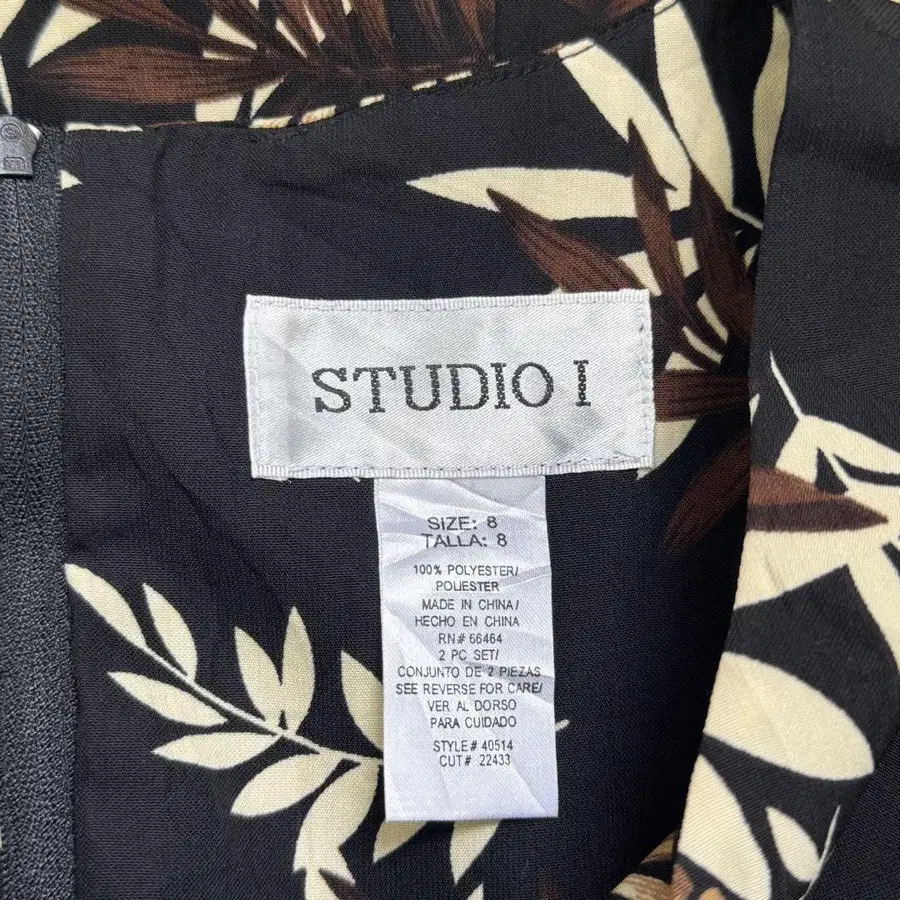 STUDIO I
SIZE: 8
TALLA: 8
100% POLYESTER/
POLIESTER
MADE IN CHINA/
HECHO EN CHINA
RN# 66464
2 PC SET/
CONJUNTO DE 2 PIEZAS
SEE REVERSE FOR CARE/
VER AL DORSO
PARA CUIDADO
STYLE# 40514
CUT# 22433